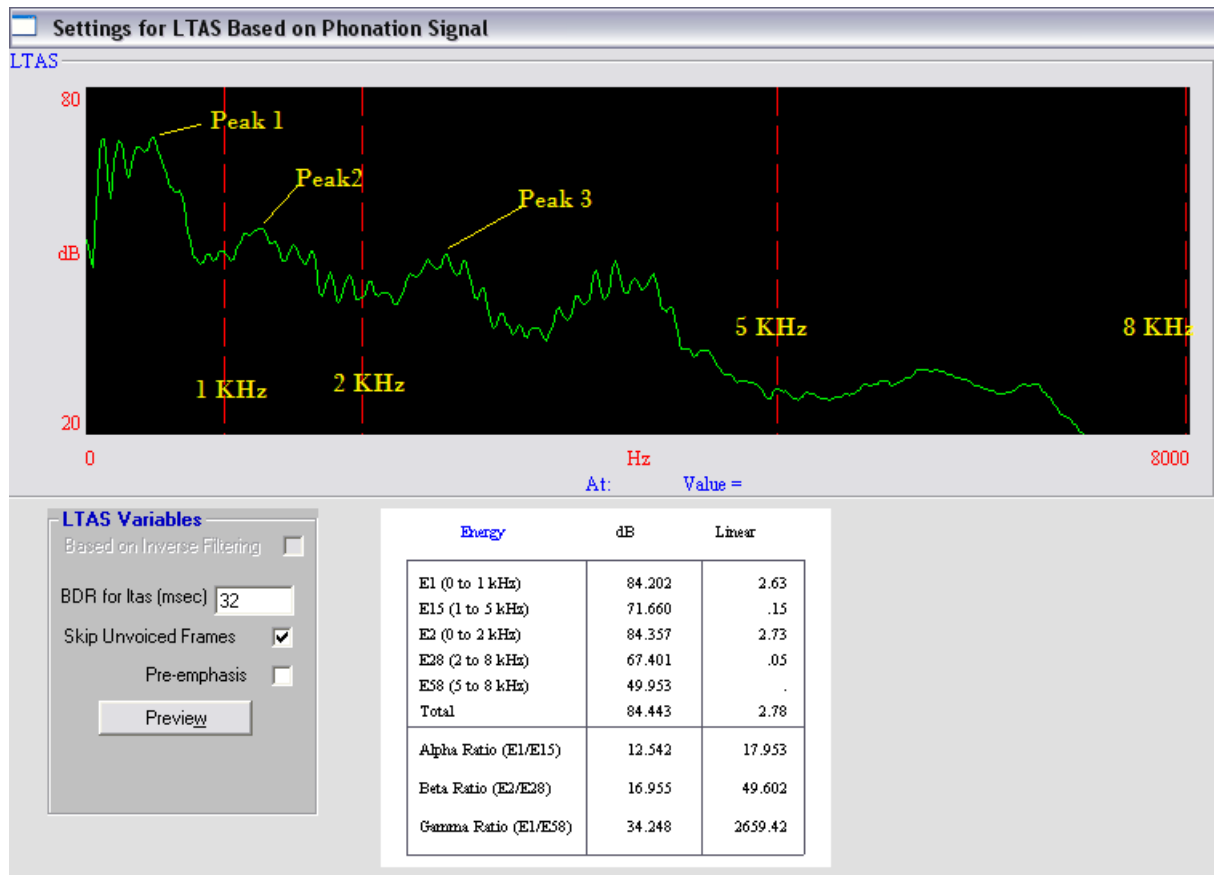 Settings for LTAS Based on Phonation Signal
LTAS
80
Peak 1
Peak2
Peak 3
dB
5 KHz
8 KHz
1 KHz
2 KHz
20
0
Hz
8000
At:
Value =
LTAS Variables
Based on Inverse Filtering
BDR for ltas (msec) 32
Skip Unvoiced Frames
Pre-emphasis
Preview
Energy dB Linear
E1 (0 to 1 kHz) 84.202 2.63
E15 (1 to 5 kHz) 71.660 .15
E2 (0 to 2 kHz) 84.357 2.73
E28 (2 to 8 kHz) 67.401 .05
E58 (5 to 8 kHz) 49.953 .
Total 84.443 2.78
Alpha Ratio (E1/E15) 12.542 17.953
Beta Ratio (E2/E28) 16.955 49.602
Gamma Ratio (E1/E58) 34.248 2659.42